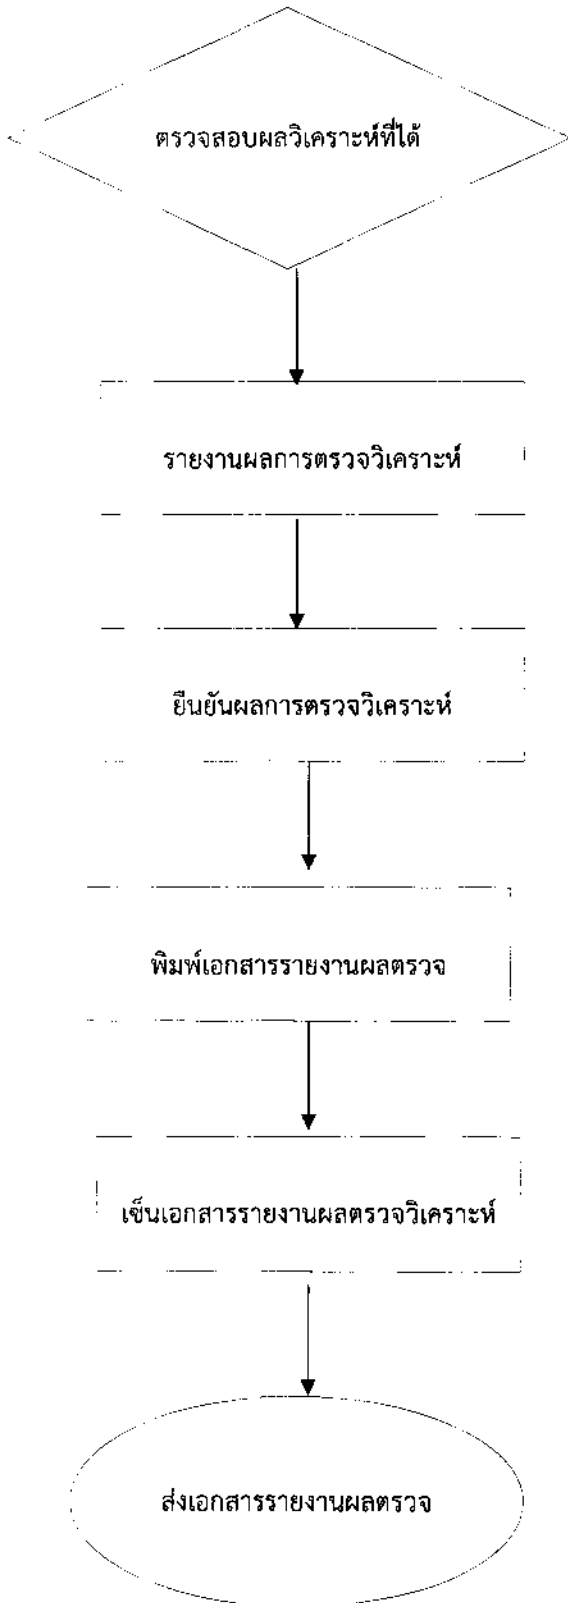 ตรวจสอบผลวิเคราะห์ที่ได้
รายงานผลการตรวจวิเคราะห์
ยืนยันผลการตรวจวิเคราะห์
พิมพ์เอกสารรายงานผลตรวจ
เซ็นเอกสารรายงานผลตรวจวิเคราะห์
ส่งเอกสารรายงานผลตรวจ